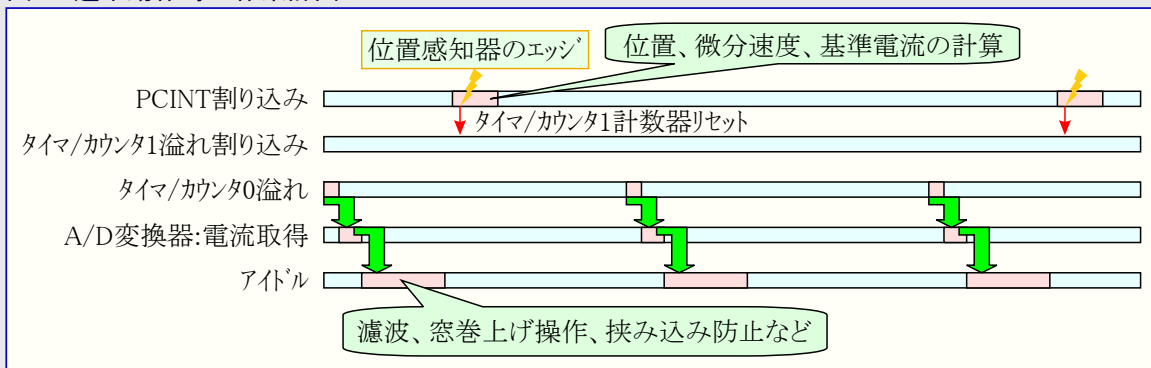 位置感知器のエッジ
位置、微分速度、基準電流の計算
PCINT割り込み
タイマ/カウンタ1計数器リセット
タイマ/カウンタ1溢れ割り込み
タイマ/カウンタ0溢れ
A/D変換器:電流取得
アイドル
濾波、窓巻上げ操作、挟み込み防止など